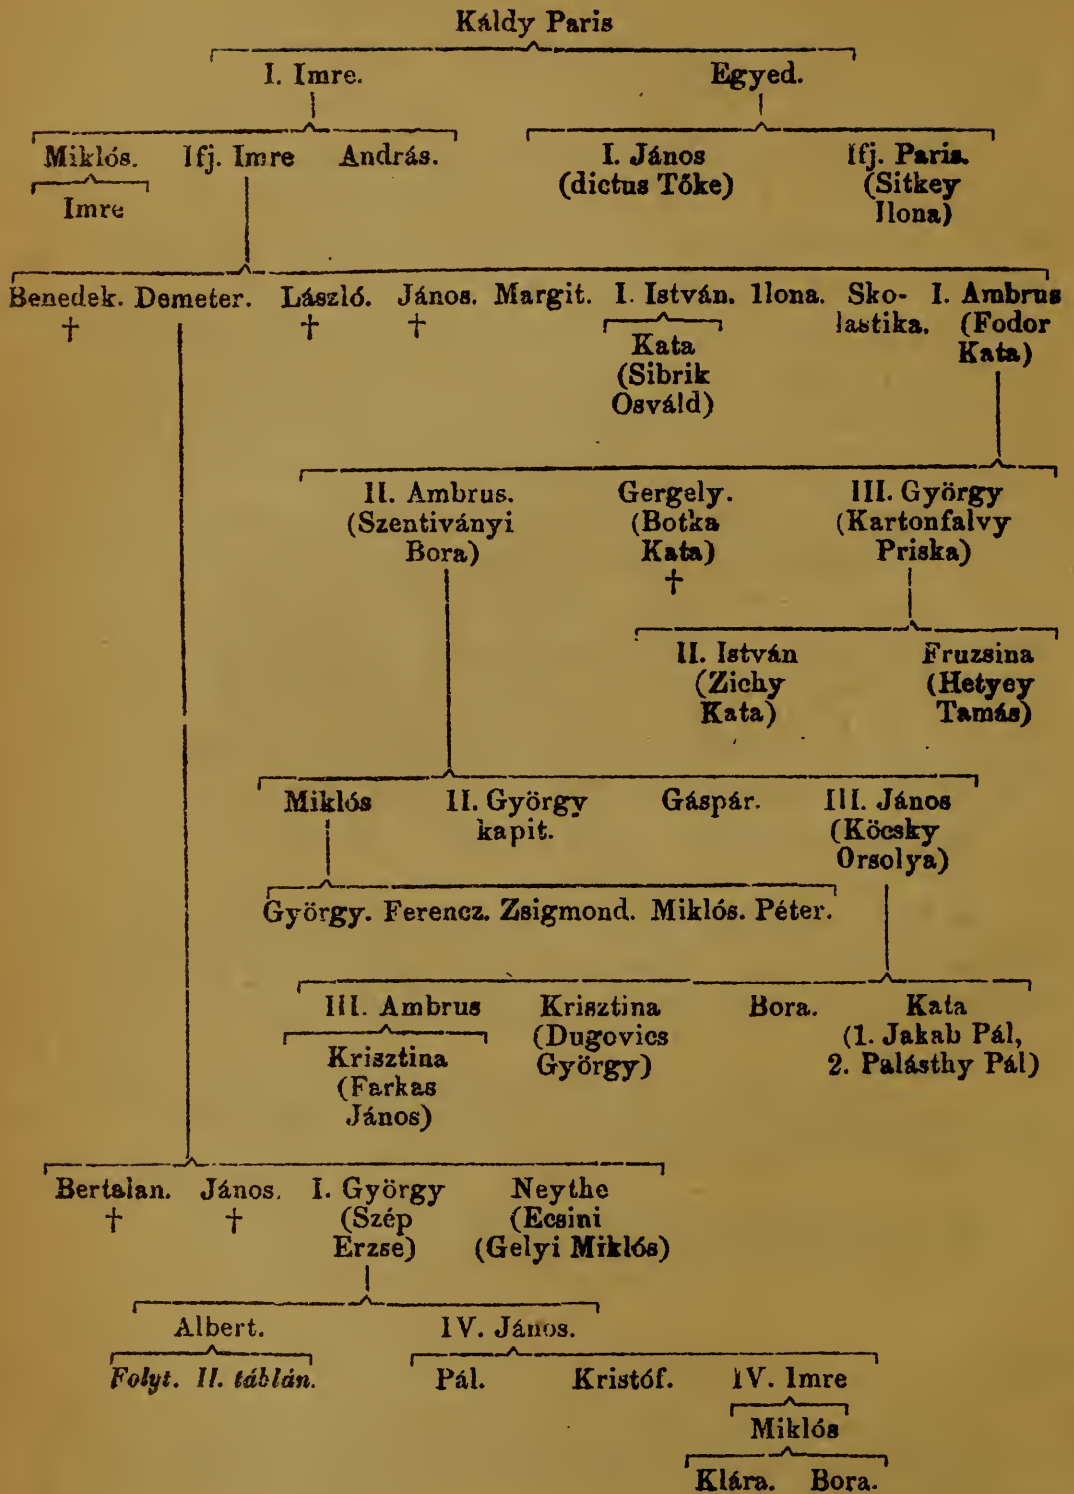 Káldy Paris
I. Imre. Egyed.
Miklós. Ifj. Imre András. I. János Ifj. Paris.
(dictus Tőke) (Sitkey
Imre Ilona)
Benedek. Demeter. László. János. Margit. I. István. Ilona. Sko- I. Ambrus
† † † lastika. (Fodor
Kata Kata)
(Sibrik
Osváld)
II. Ambrus. Gergely. III. György
(Szentiványi (Botka (Kartonfalvy
Bora) Kata) Priska)
†
II. István Fruzsina
(Zichy (Hetyey
Kata) Tamás)
Miklós II. György Gáspár. III. János
kapit. (Köcsky
Orsolya)
György. Ferencz. Zsigmond. Miklós. Péter.
III. Ambrus Krisztina Bora. Kata
(Dugovics (1. Jakab Pál,
Krisztina György) 2. Palásthy Pál)
(Farkas
János)
Bertalan. János. I. György Neythe
† † (Szép (Ecsini
Erzse) (Gelyi Miklós)
Albert. IV. János.
Folyt. II. táblán. Pál. Kristóf. IV. Imre
Miklós
Klára. Bora.